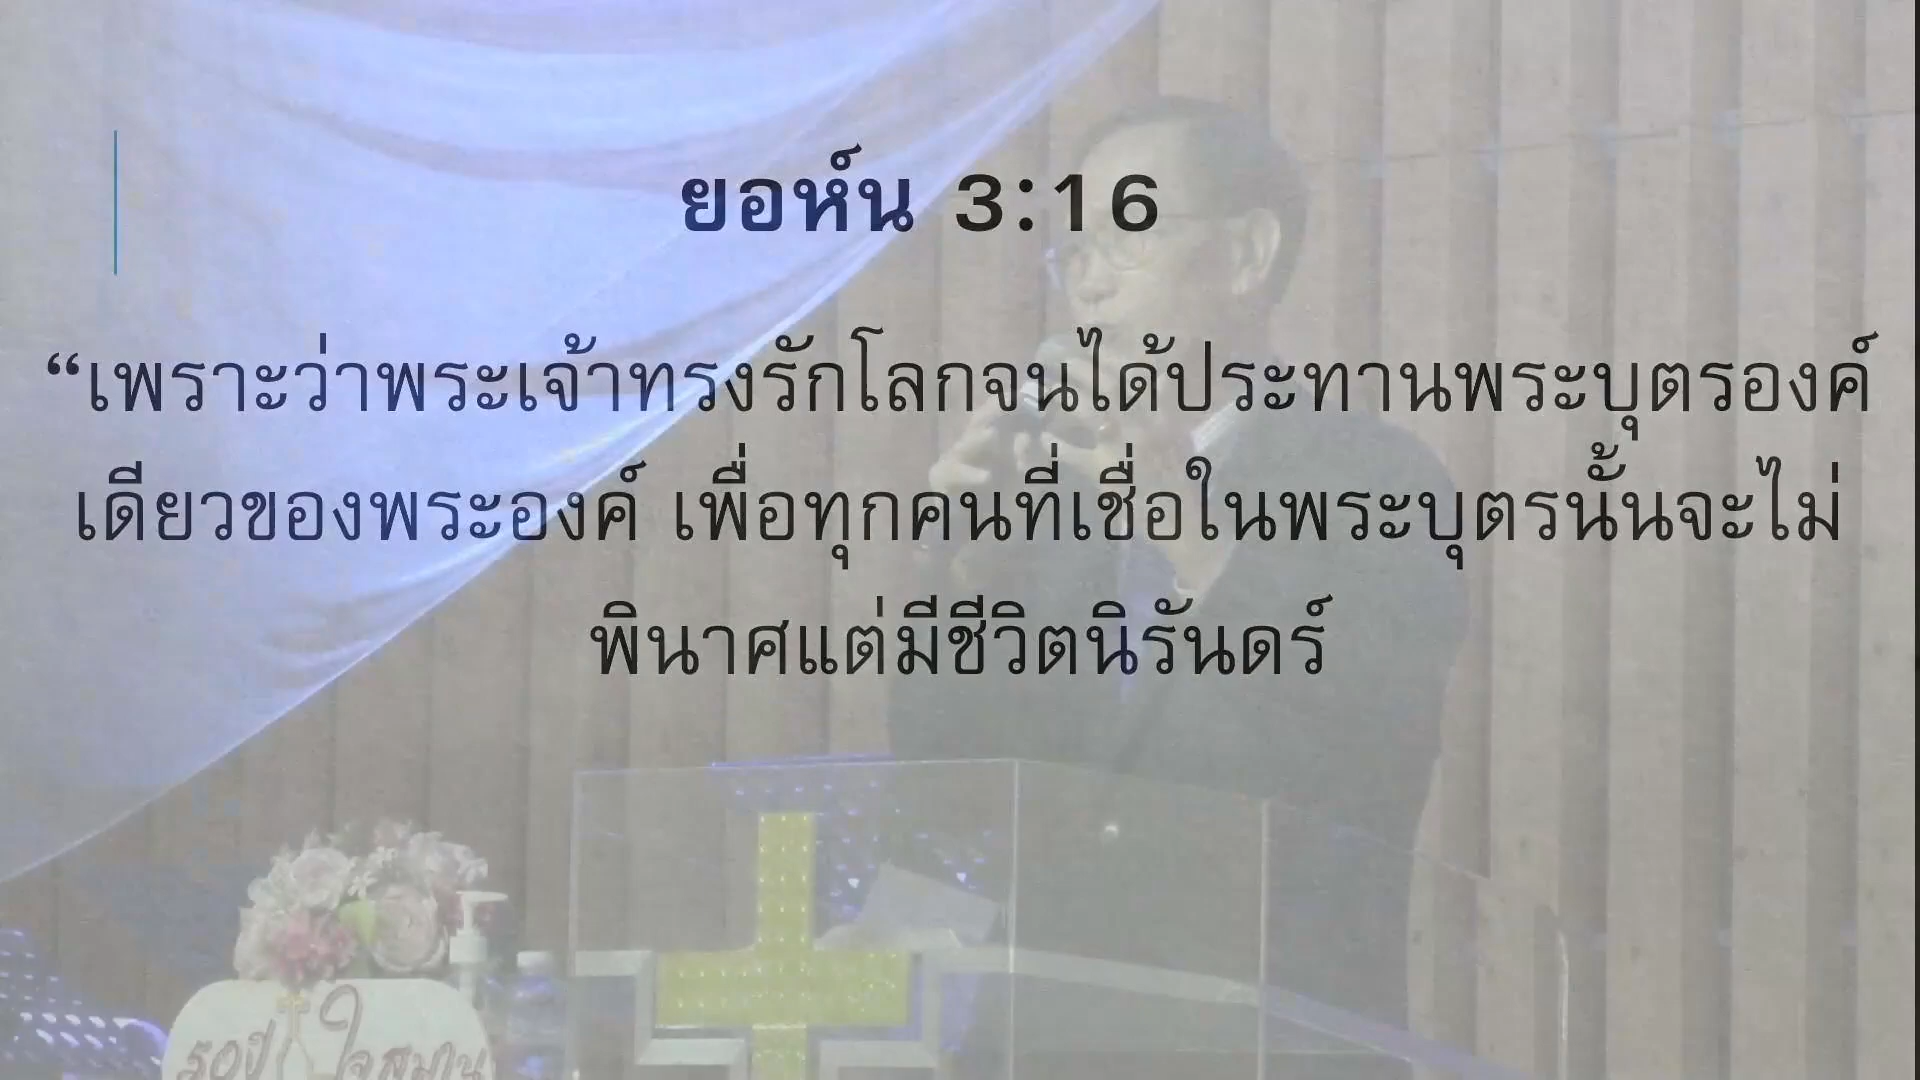 ยอห์น 3:16
“เพราะว่าพระเจ้าทรงรักโลกจนได้ประทานพระบุตรองค์
เดียวของพระองค์ เพื่อทุกคนที่เชื่อในพระบุตรนั้นจะไม่
พินาศแต่มีชีวิตนิรันดร์